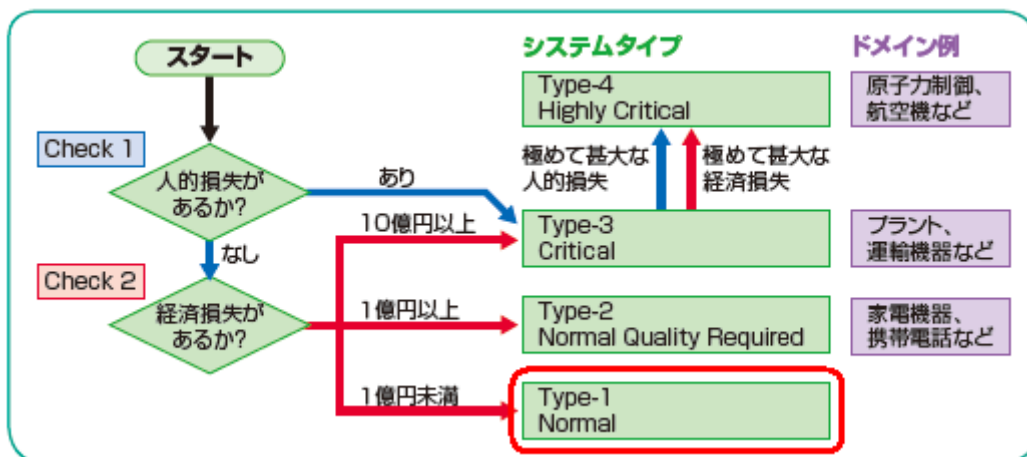 スタート
システムタイプ
ドメイン例
Type-4
Highly Critical
原子力制御、
航空機など
Check 1
人的損失が
あるか?
あり
極めて甚大な
人的損失
極めて甚大な
経済損失
なし
10億円以上
Type-3
Critical
プラント、
運輸機器など
Check 2
経済損失が
あるか?
1億円以上
Type-2
Normal Quality Required
家電機器、
携帯電話など
1億円未満
Type-1
Normal